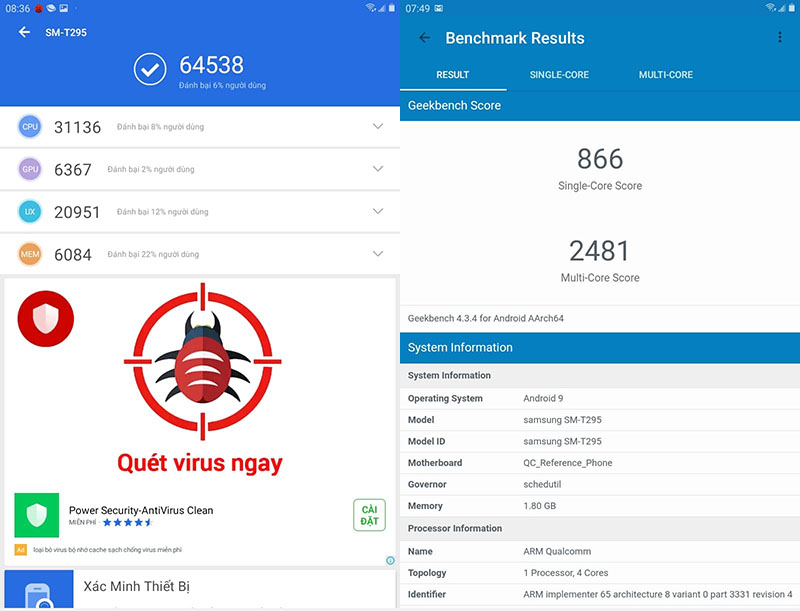 08:36
SM-T295
64538
Đánh bại 6% người dùng
CPU 31136 Đánh bại 8% người dùng
GPU 6367 Đánh bại 2% người dùng
UX 20951 Đánh bại 12% người dùng
MEM 6084 Đánh bại 22% người dùng
Quét virus ngay
Power Security-AntiVirus Clean
MIỄN PHÍ
CÀI
ĐẶT
Ad loại bỏ virus bộ nhớ cache sạch chống virus miễn phí
Xác Minh Thiết Bị
07:49
Benchmark Results
RESULT SINGLE-CORE MULTI-CORE
Geekbench Score
866
Single-Core Score
2481
Multi-Core Score
Geekbench 4.3.4 for Android AArch64
System Information
System Information
Operating System Android 9
Model samsung SM-T295
Model ID samsung SM-T295
Motherboard QC_Reference_Phone
Governor schedutil
Memory 1.80 GB
Processor Information
Name ARM Qualcomm
Topology 1 Processor, 4 Cores
Identifier ARM implementer 65 architecture 8 variant 0 part 3331 revision 4